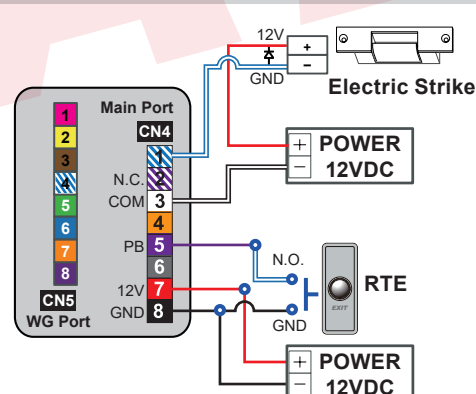 12V
+
−
GND
Electric Strike
Main Port
CN4
1
N.C. 2
COM 3
4
PB 5
6
12V 7
GND 8
1
2
3
4
5
6
7
8
CN5
WG Port
+ POWER
− 12VDC
N.O.
RTE
EXIT
GND
+ POWER
− 12VDC